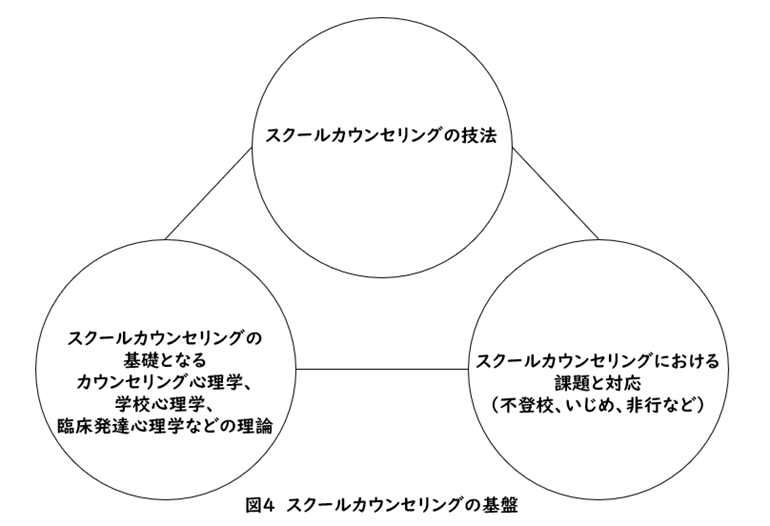 スクールカウンセリングの技法
スクールカウンセリングの
基礎となる
カウンセリング心理学、
学校心理学、
臨床発達心理学などの理論
スクールカウンセリングにおける
課題と対応
(不登校、いじめ、非行など)
図4 スクールカウンセリングの基盤